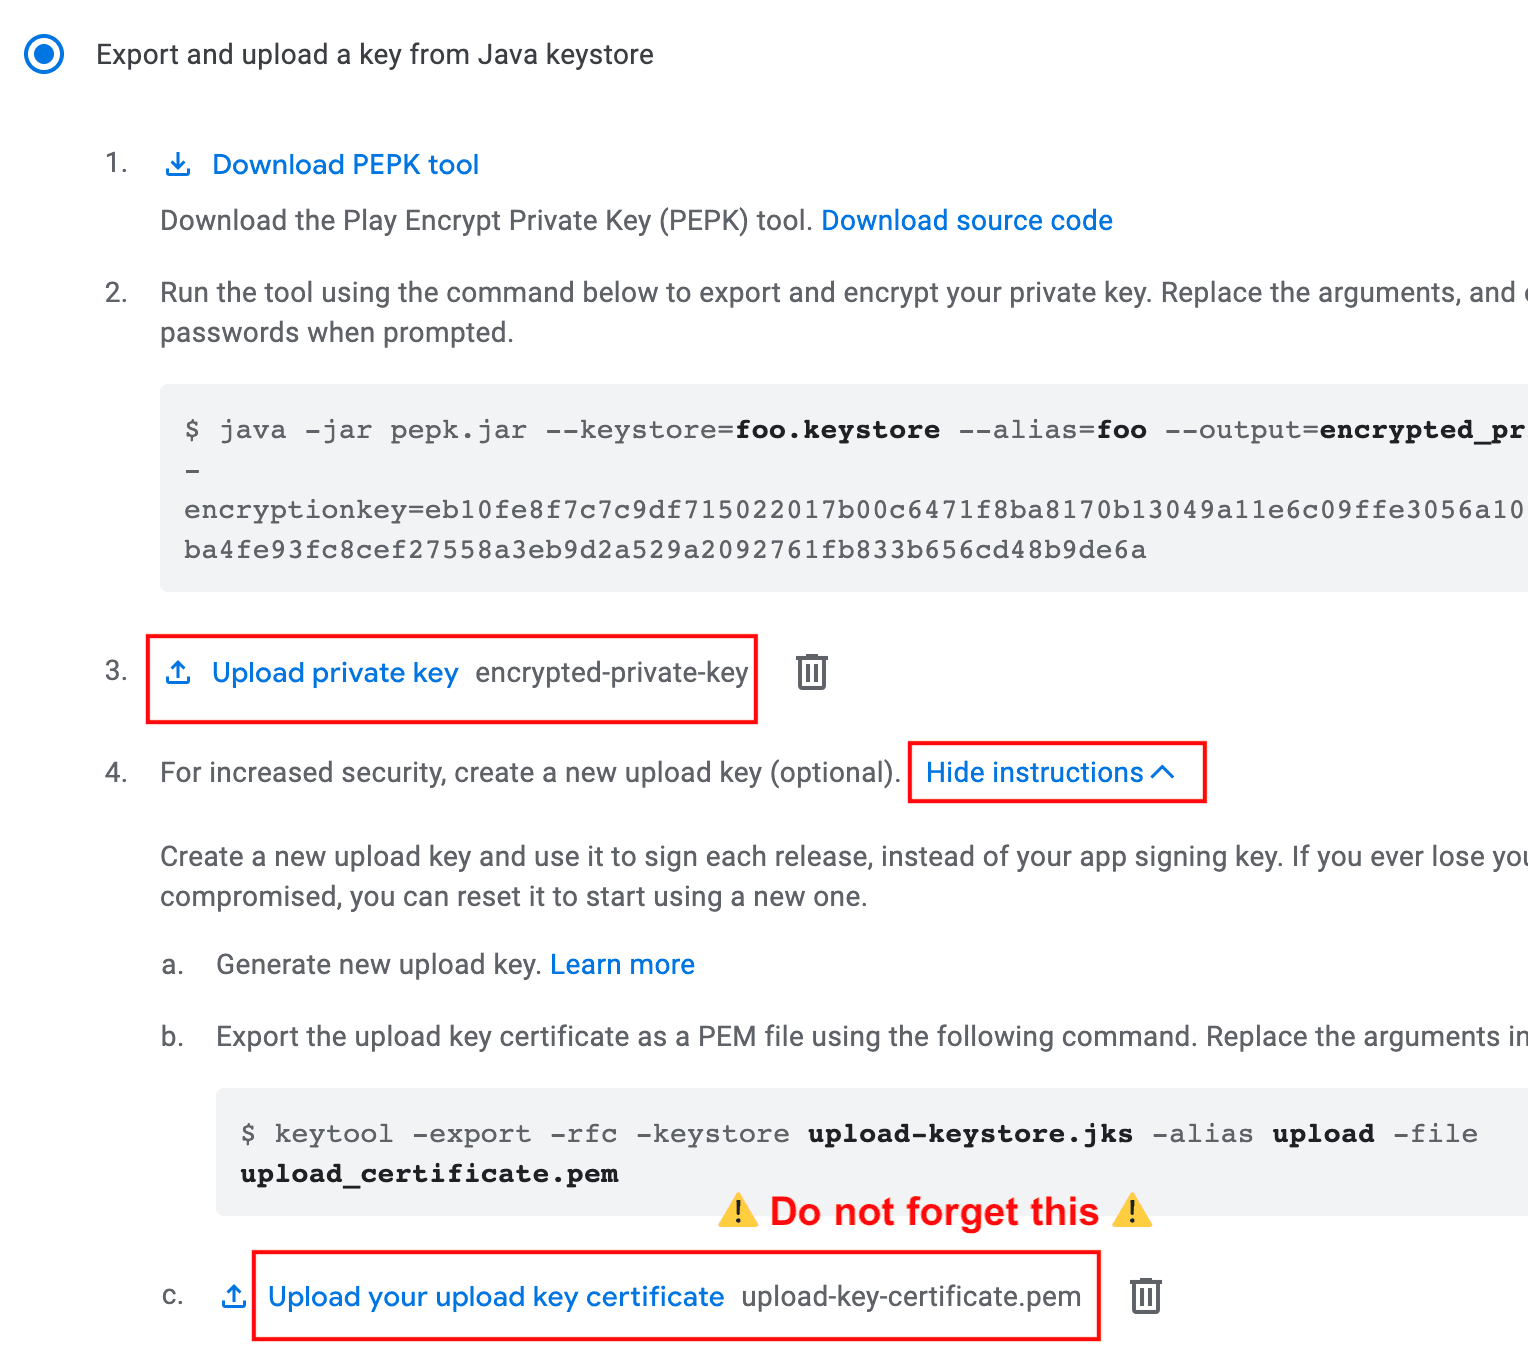 Export and upload a key from Java keystore
1. Download PEPK tool
Download the Play Encrypt Private Key (PEPK) tool. Download source code
2. Run the tool using the command below to export and encrypt your private key. Replace the arguments, and
passwords when prompted.
$ java -jar pepk.jar --keystore=foo.keystore --alias=foo --output=encrypted_pr
-
encryptionkey=eb10fe8f7c7c9df715022017b00c6471f8ba8170b13049a11e6c09ffe3056a10
ba4fe93fc8cef27558a3eb9d2a529a2092761fb833b656cd48b9de6a
3. Upload private key encrypted-private-key
4. For increased security, create a new upload key (optional). Hide instructions
Create a new upload key and use it to sign each release, instead of your app signing key. If you ever lose you
compromised, you can reset it to start using a new one.
a. Generate new upload key. Learn more
b. Export the upload key certificate as a PEM file using the following command. Replace the arguments in
$ keytool -export -rfc -keystore upload-keystore.jks -alias upload -file
upload_certificate.pem
⚠️ Do not forget this ⚠️
c. Upload your upload key certificate upload-key-certificate.pem